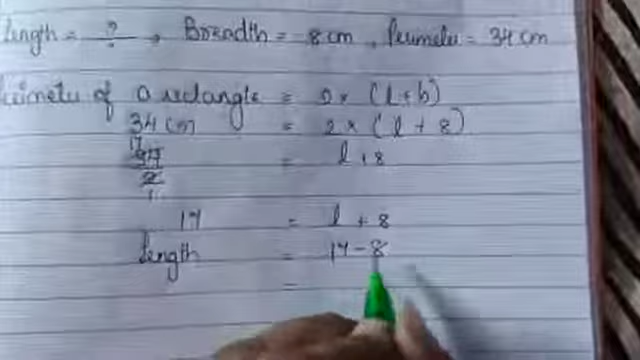 Length = ? , Breadth = 8 cm , Perimeter = 34 cm
Perimeter of a rectangle = 2 x (l + b)
34 cm = 2 x (l + 8)
17
34 = l + 8
2
1
17 = l + 8
length = 17 - 8
=